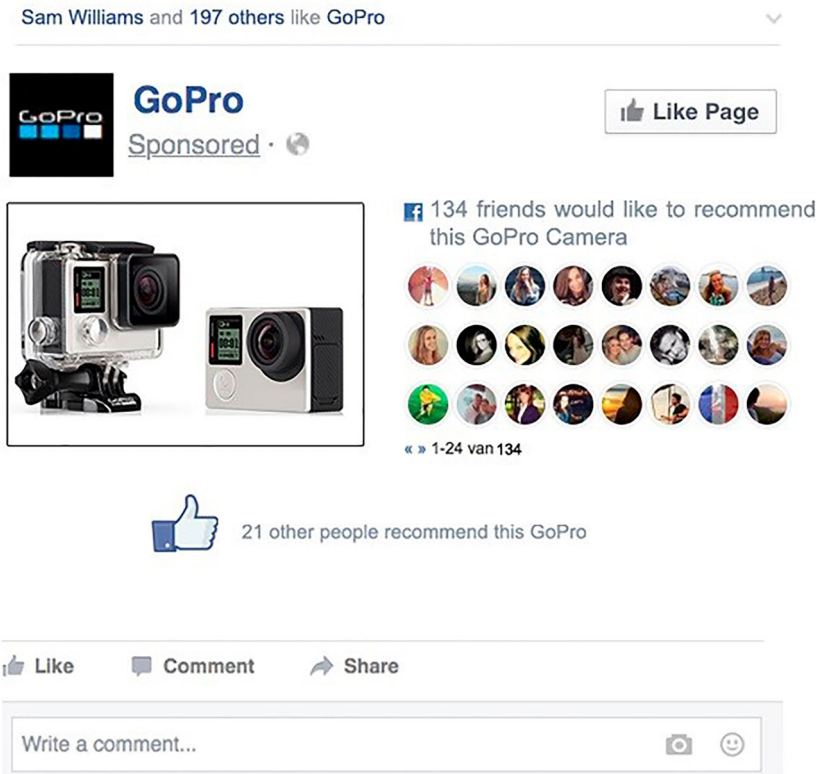 Sam Williams and 197 others like GoPro
GoPro
GoPro
Sponsored ·
Like Page
134 friends would like to recommend
this GoPro Camera
« » 1-24 van 134
21 other people recommend this GoPro
Like Comment Share
Write a comment...